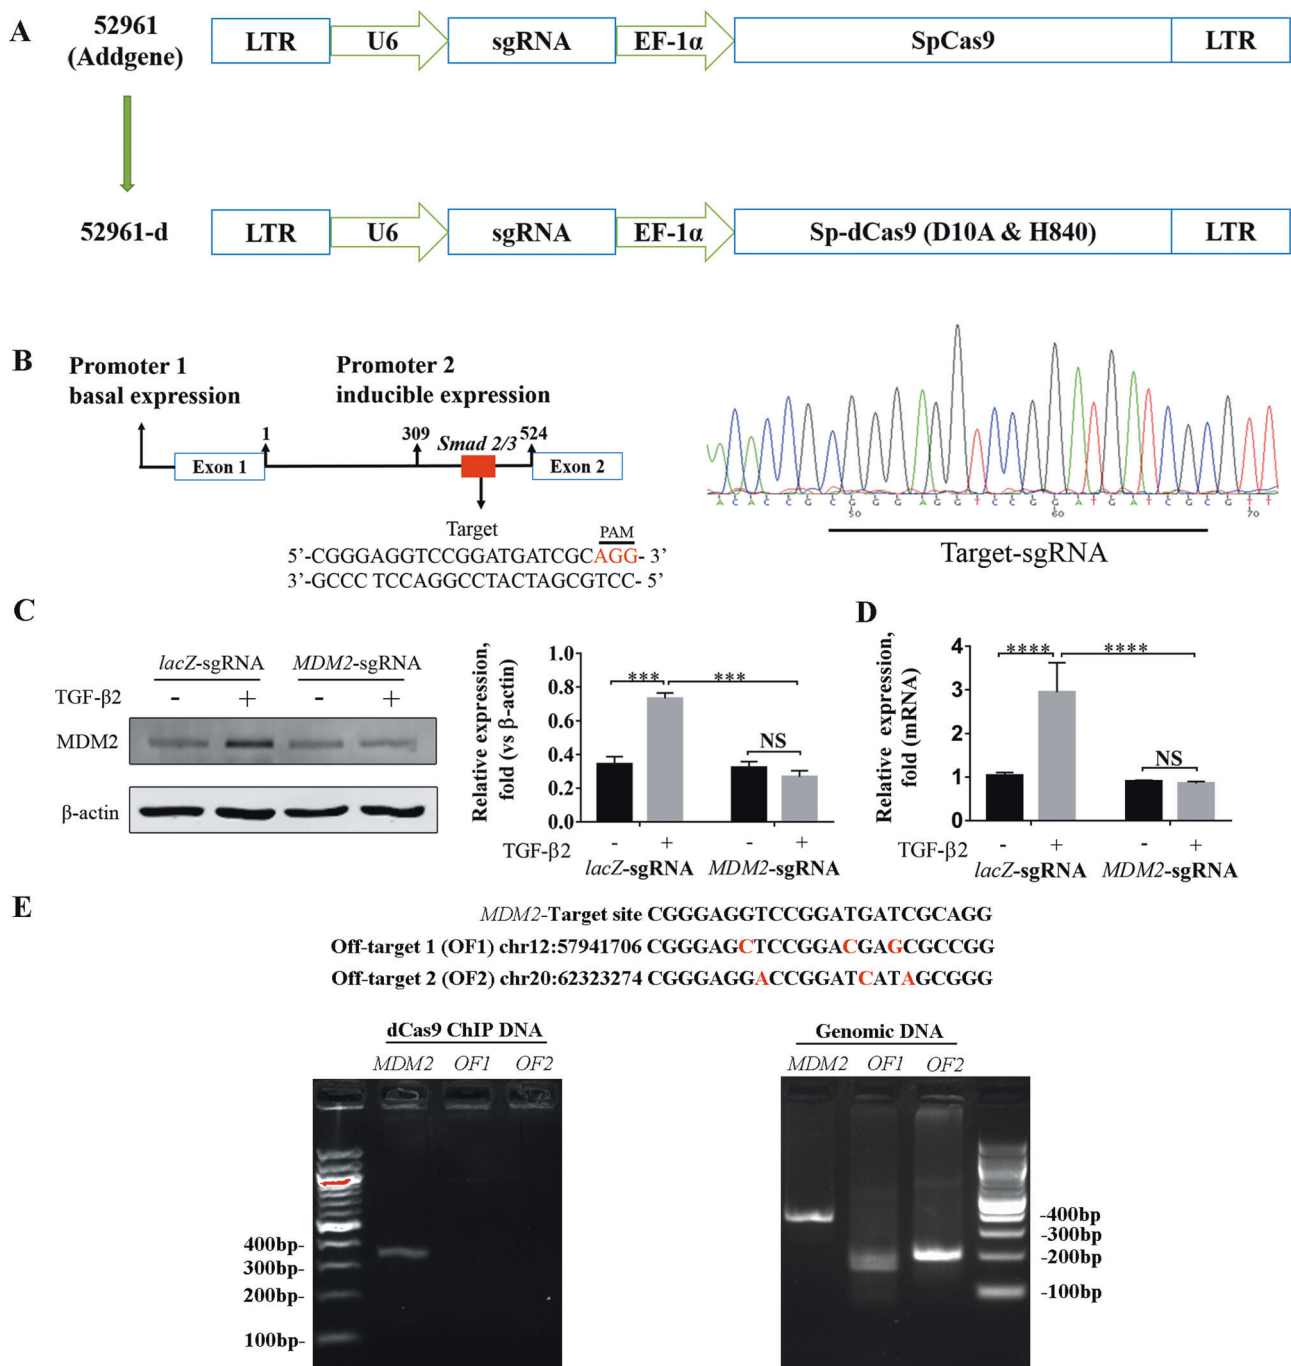 A
52961
(Addgene)
LTR U6 sgRNA EF-1α SpCas9 LTR
52961-d
LTR U6 sgRNA EF-1α Sp-dCas9 (D10A & H840) LTR
B
Promoter 1
basal expression
Promoter 2
inducible expression
1 309 Smad 2/3 524
Exon 1 Exon 2
Target
PAM
5’-CGGGAGGTCCGGATGATCGCAGG- 3’
3’-GCCC TCCAGGCCTACTAGCGTCC- 5’
A C A C C G C G G G A G G T C C G G A T G A T C G C G T T
50 60 70
Target-sgRNA
C
lacZ-sgRNA MDM2-sgRNA
TGF-β2 - + - +
MDM2
β-actin
Relative expression,
fold (vs β-actin)
1.0
0.8
0.6
0.4
0.2
0.0
*** ***
NS
TGF-β2 - + - +
lacZ-sgRNA MDM2-sgRNA
D
Relative expression,
fold (mRNA)
4
3
2
1
0
**** ****
NS
TGF-β2 - + - +
lacZ-sgRNA MDM2-sgRNA
E
MDM2-Target site CGGGAGGTCCGGATGATCGCAGG
Off-target 1 (OF1) chr12:57941706 CGGGAGCTCCGGACGAGCGCCGG
Off-target 2 (OF2) chr20:62323274 CGGGAGGACCGGATCATAGCGGG
dCas9 ChIP DNA
MDM2 OF1 OF2
400bp-
300bp-
200bp-
100bp-
Genomic DNA
MDM2 OF1 OF2
-400bp
-300bp
-200bp
-100bp